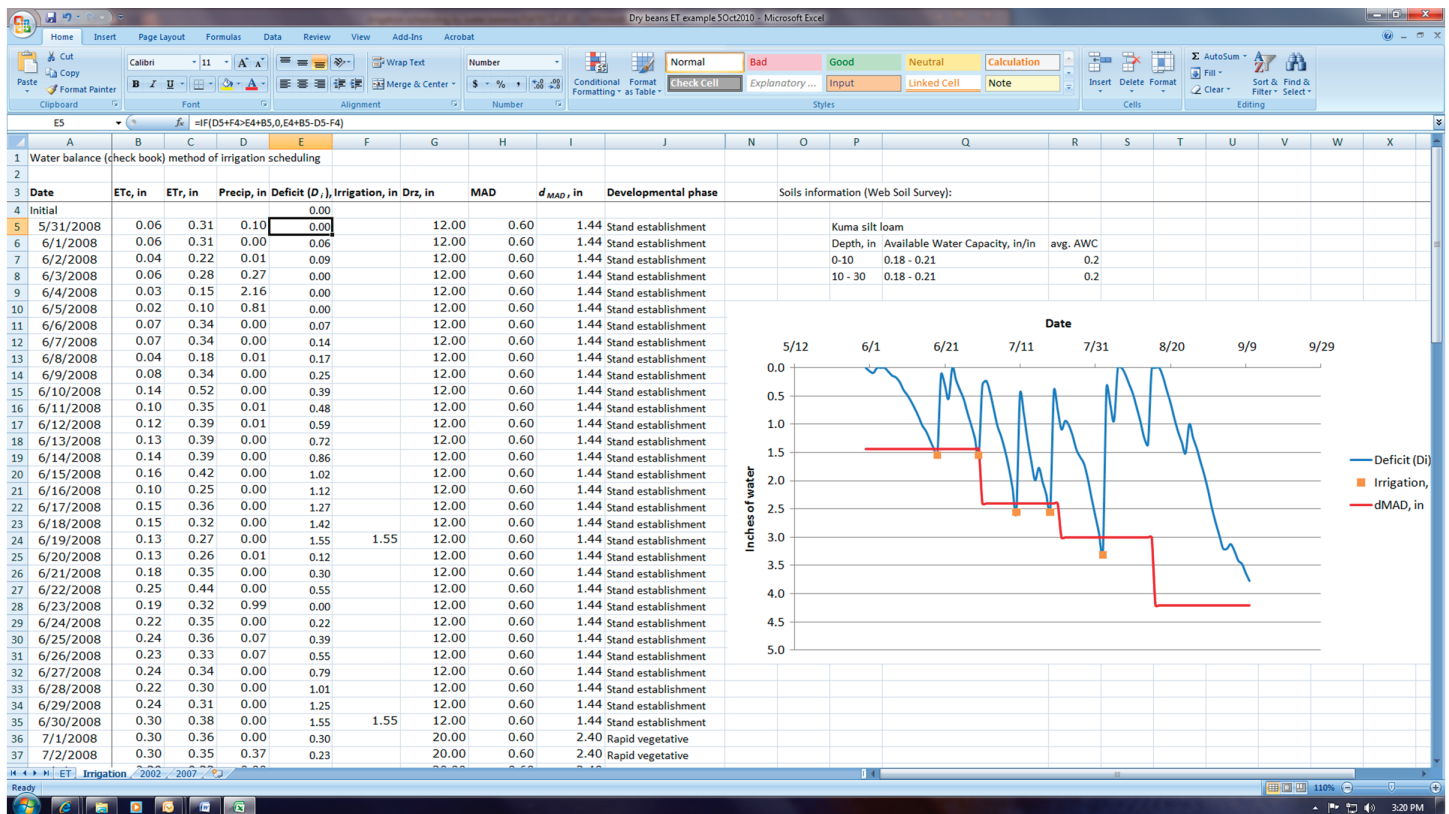 Dry beans ET example 5Oct2010 - Microsoft Excel
Home Insert Page Layout Formulas Data Review View Add-Ins Acrobat
Paste Cut Copy Format Painter Clipboard
Calibri 11 A A B I U A Font
Wrap Text Merge & Center Alignment
Number $ % , .0 .00 .00 .0 Number
Conditional Formatting Format as Table Normal Bad Good Neutral Calculation
Check Cell Explanatory ... Input Linked Cell Note Styles
Insert Delete Format Cells
Σ AutoSum Fill Clear Sort & Filter Find & Select Editing
E5 fx =IF(D5+F4>E4+B5,0,E4+B5-D5-F4)
A B C D E F G H I J N O P Q R S T U V W X
1 Water balance (check book) method of irrigation scheduling
2
3 Date ETc, in ETr, in Precip, in Deficit (D i), Irrigation, in Drz, in MAD d MAD , in Developmental phase Soils information (Web Soil Survey):
4 Initial 0.00
5 5/31/2008 0.06 0.31 0.10 0.00 12.00 0.60 1.44 Stand establishment Kuma silt loam
6 6/1/2008 0.06 0.31 0.00 0.06 12.00 0.60 1.44 Stand establishment Depth, in Available Water Capacity, in/in avg. AWC
7 6/2/2008 0.04 0.22 0.01 0.09 12.00 0.60 1.44 Stand establishment 0-10 0.18 - 0.21 0.2
8 6/3/2008 0.06 0.28 0.27 0.00 12.00 0.60 1.44 Stand establishment 10 - 30 0.18 - 0.21 0.2
9 6/4/2008 0.03 0.15 2.16 0.00 12.00 0.60 1.44 Stand establishment
10 6/5/2008 0.02 0.10 0.81 0.00 12.00 0.60 1.44 Stand establishment
11 6/6/2008 0.07 0.34 0.00 0.07 12.00 0.60 1.44 Stand establishment
12 6/7/2008 0.07 0.34 0.00 0.14 12.00 0.60 1.44 Stand establishment
13 6/8/2008 0.04 0.18 0.01 0.17 12.00 0.60 1.44 Stand establishment
14 6/9/2008 0.08 0.34 0.00 0.25 12.00 0.60 1.44 Stand establishment
15 6/10/2008 0.14 0.52 0.00 0.39 12.00 0.60 1.44 Stand establishment
16 6/11/2008 0.10 0.35 0.01 0.48 12.00 0.60 1.44 Stand establishment
17 6/12/2008 0.12 0.39 0.01 0.59 12.00 0.60 1.44 Stand establishment
18 6/13/2008 0.13 0.39 0.00 0.72 12.00 0.60 1.44 Stand establishment
19 6/14/2008 0.14 0.39 0.00 0.86 12.00 0.60 1.44 Stand establishment
20 6/15/2008 0.16 0.42 0.00 1.02 12.00 0.60 1.44 Stand establishment
21 6/16/2008 0.10 0.25 0.00 1.12 12.00 0.60 1.44 Stand establishment
22 6/17/2008 0.15 0.36 0.00 1.27 12.00 0.60 1.44 Stand establishment
23 6/18/2008 0.15 0.32 0.00 1.42 12.00 0.60 1.44 Stand establishment
24 6/19/2008 0.13 0.27 0.00 1.55 1.55 12.00 0.60 1.44 Stand establishment
25 6/20/2008 0.13 0.26 0.01 0.12 12.00 0.60 1.44 Stand establishment
26 6/21/2008 0.18 0.35 0.00 0.30 12.00 0.60 1.44 Stand establishment
27 6/22/2008 0.25 0.44 0.00 0.55 12.00 0.60 1.44 Stand establishment
28 6/23/2008 0.19 0.32 0.99 0.00 12.00 0.60 1.44 Stand establishment
29 6/24/2008 0.22 0.35 0.00 0.22 12.00 0.60 1.44 Stand establishment
30 6/25/2008 0.24 0.36 0.07 0.39 12.00 0.60 1.44 Stand establishment
31 6/26/2008 0.23 0.33 0.07 0.55 12.00 0.60 1.44 Stand establishment
32 6/27/2008 0.24 0.34 0.00 0.79 12.00 0.60 1.44 Stand establishment
33 6/28/2008 0.22 0.30 0.00 1.01 12.00 0.60 1.44 Stand establishment
34 6/29/2008 0.24 0.31 0.00 1.25 12.00 0.60 1.44 Stand establishment
35 6/30/2008 0.30 0.38 0.00 1.55 1.55 12.00 0.60 1.44 Stand establishment
36 7/1/2008 0.30 0.36 0.00 0.30 20.00 0.60 2.40 Rapid vegetative
37 7/2/2008 0.30 0.35 0.37 0.23 20.00 0.60 2.40 Rapid vegetative
Date
5/12 6/1 6/21 7/11 7/31 8/20 9/9 9/29
Inches of water
0.0
0.5
1.0
1.5
2.0
2.5
3.0
3.5
4.0
4.5
5.0
Deficit (Di)
Irrigation,
dMAD, in
ET Irrigation 2002 2007
Ready 110%
3:20 PM